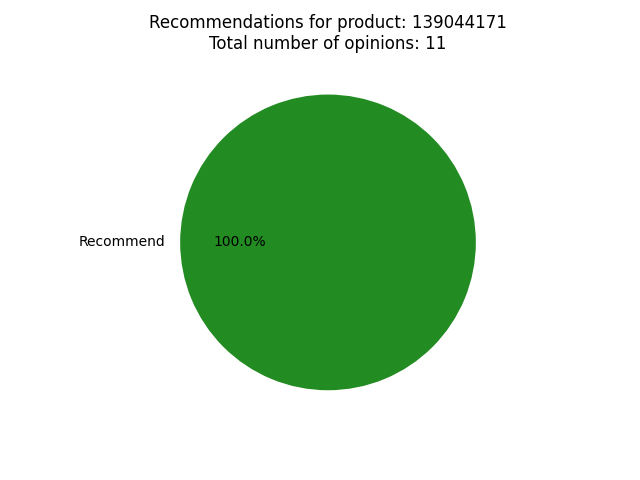 Recommendations for product: 139044171
Total number of opinions: 11
Recommend
100.0%